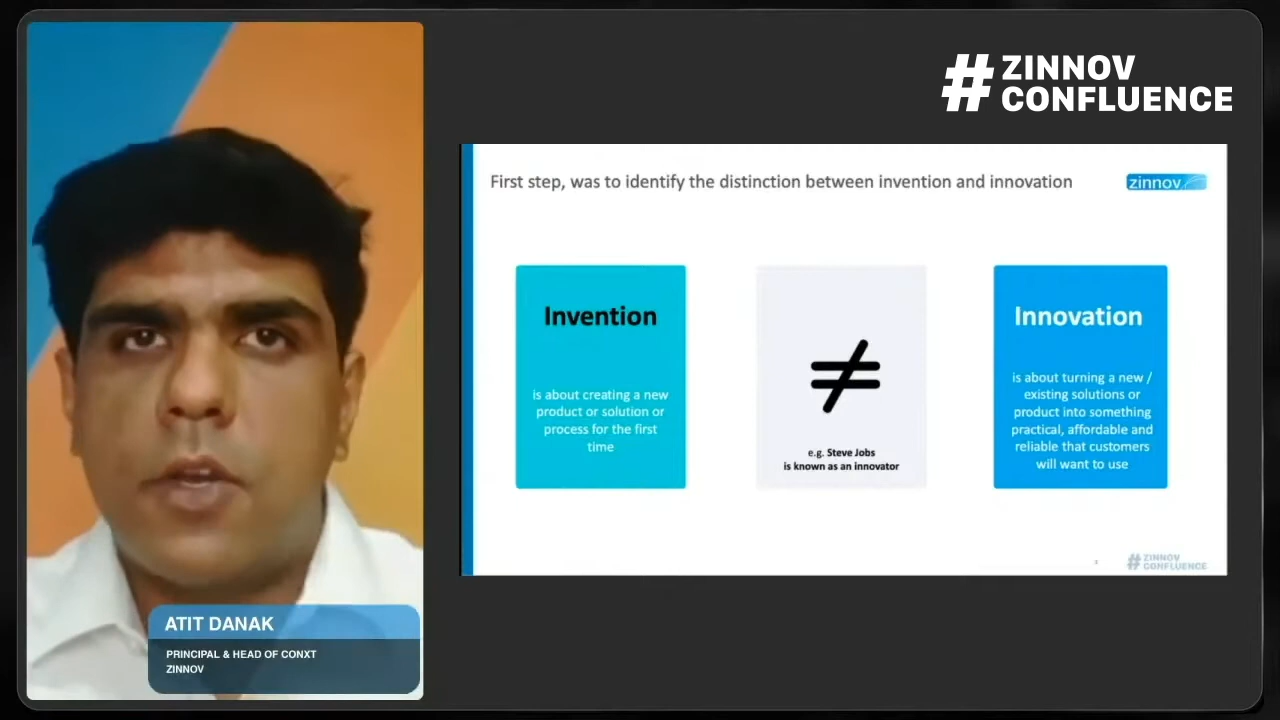 # ZINNOV
CONFLUENCE
First step, was to identify the distinction between invention and innovation
zinnov
Invention
is about creating a new
product or solution or
process for the first
time
≠
e.g. Steve Jobs
is known as an innovator
Innovation
is about turning a new /
existing solutions or
product into something
practical, affordable and
reliable that customers
will want to use
# ZINNOV
CONFLUENCE
ATIT DANAK
PRINCIPAL & HEAD OF CONXT
ZINNOV